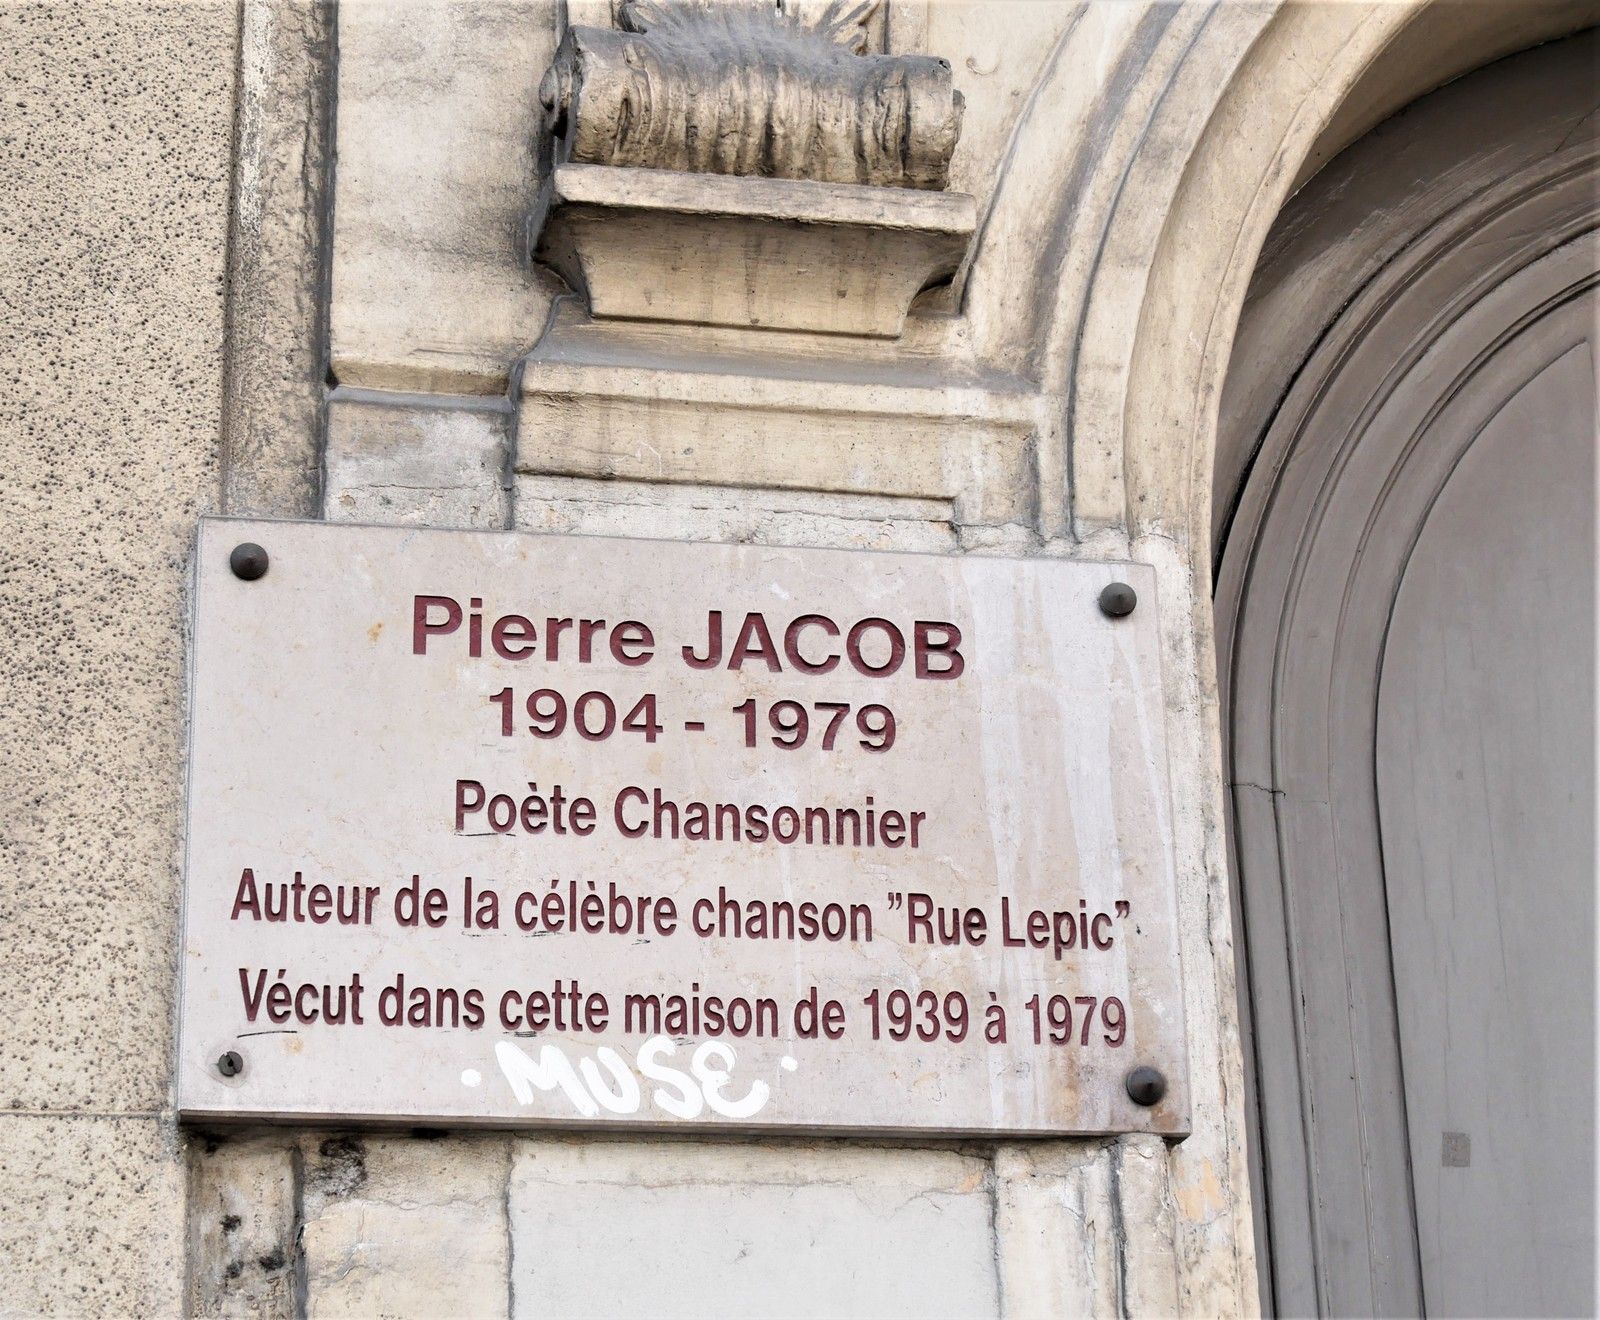 Pierre JACOB
1904 - 1979
Poète Chansonnier
Auteur de la célèbre chanson ”Rue Lepic”
Vécut dans cette maison de 1939 à 1979
· MUSE ·